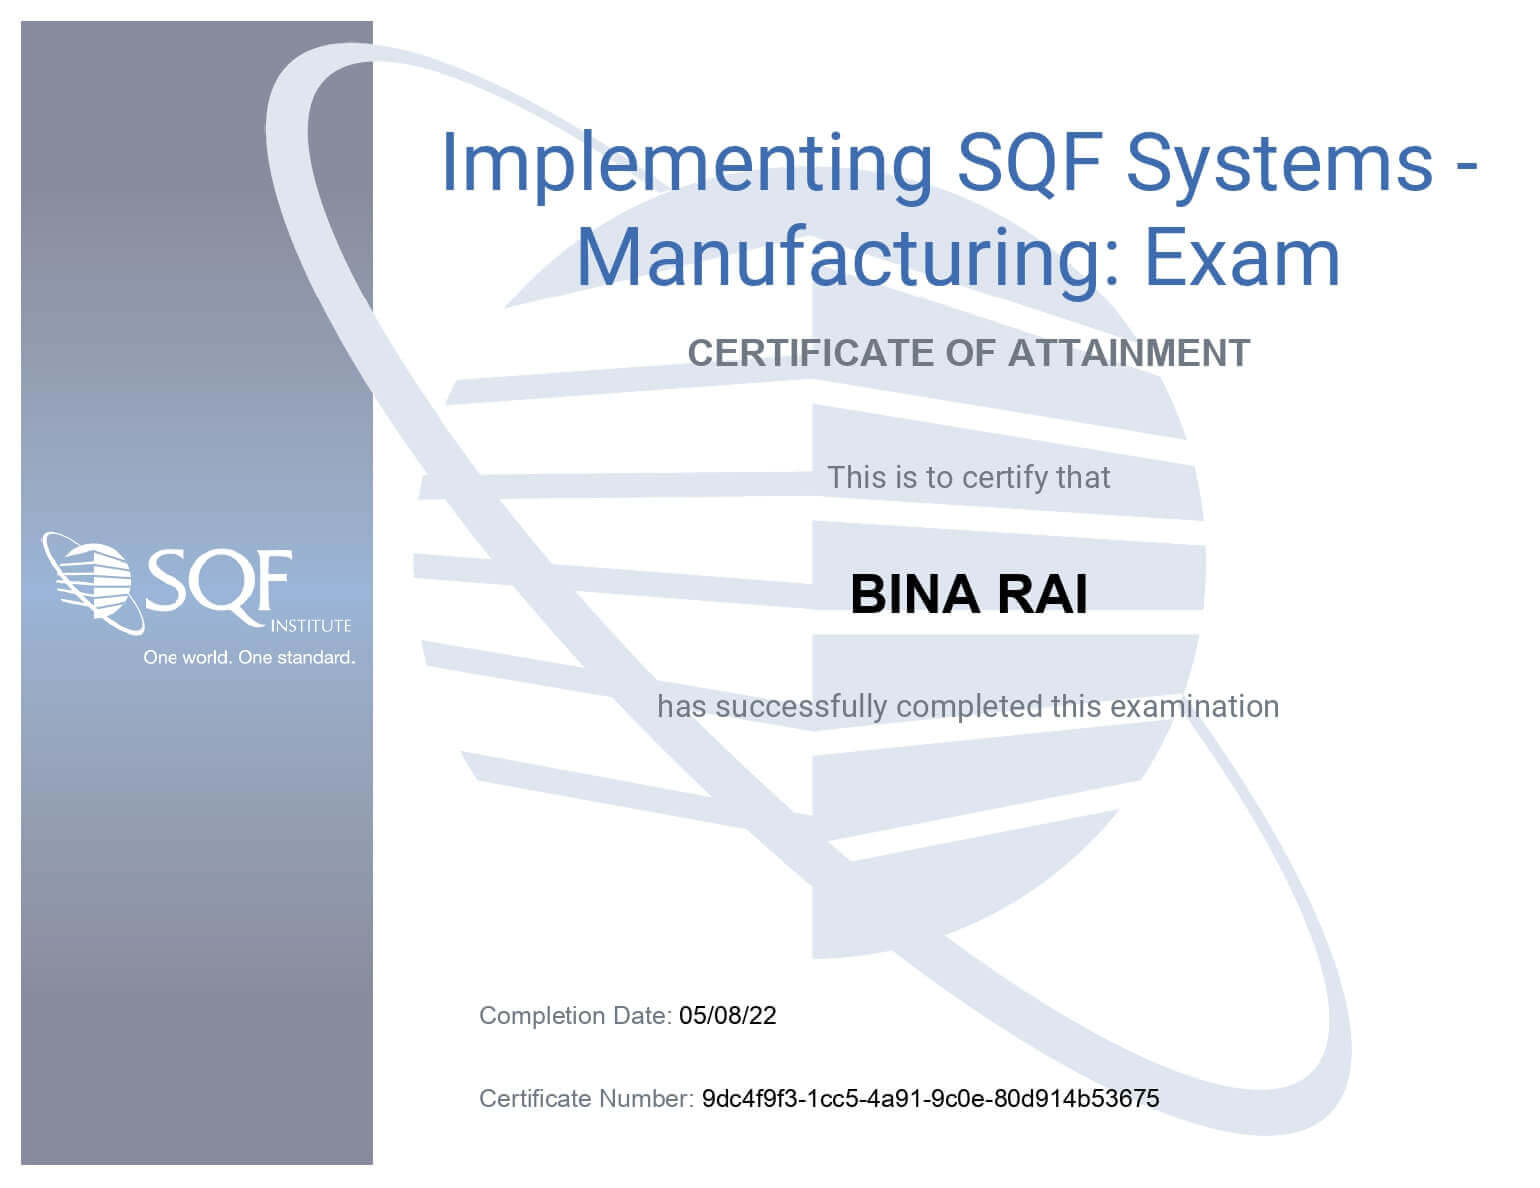 Implementing SQF Systems -
Manufacturing: Exam
CERTIFICATE OF ATTAINMENT
This is to certify that
BINA RAI
has successfully completed this examination
SQF
INSTITUTE
One world. One standard.
Completion Date: 05/08/22
Certificate Number: 9dc4f9f3-1cc5-4a91-9c0e-80d914b53675